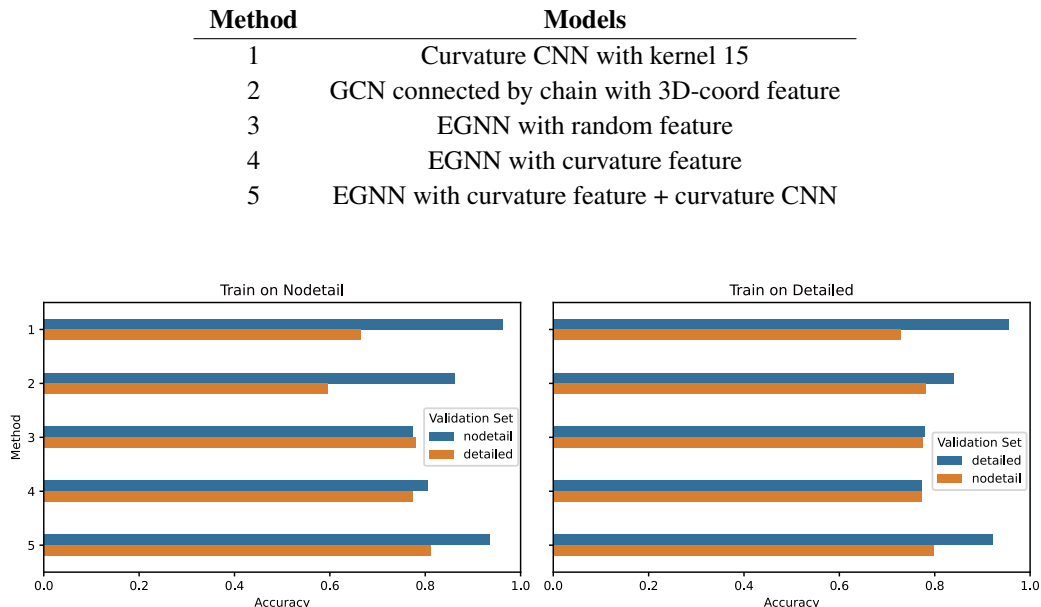 Method Models
1 Curvature CNN with kernel 15
2 GCN connected by chain with 3D-coord feature
3 EGNN with random feature
4 EGNN with curvature feature
5 EGNN with curvature feature + curvature CNN
Train on Nodetail
Method
1
2
3
4
5
Validation Set
nodetail
detailed
0.0 0.2 0.4 0.6 0.8 1.0
Accuracy
Train on Detailed
Validation Set
detailed
nodetail
0.0 0.2 0.4 0.6 0.8 1.0
Accuracy